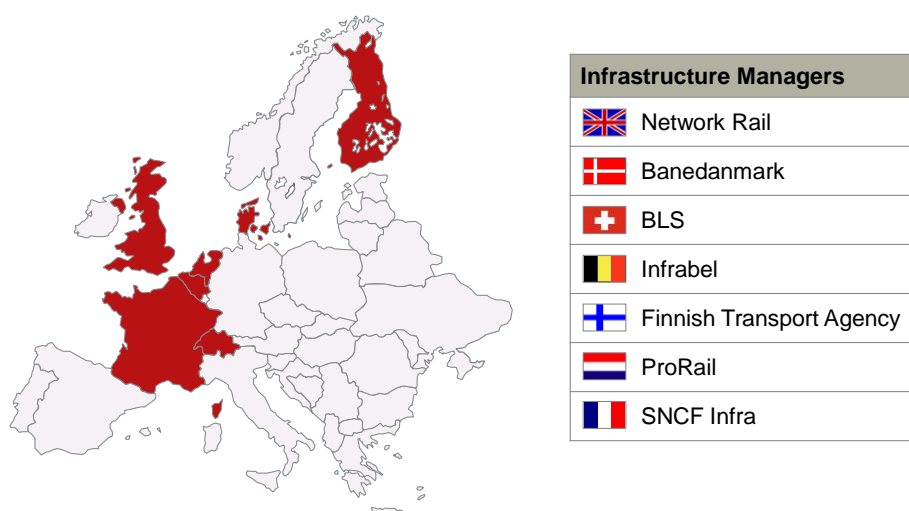 Infrastructure Managers
Network Rail
Banedanmark
BLS
Infrabel
Finnish Transport Agency
ProRail
SNCF Infra